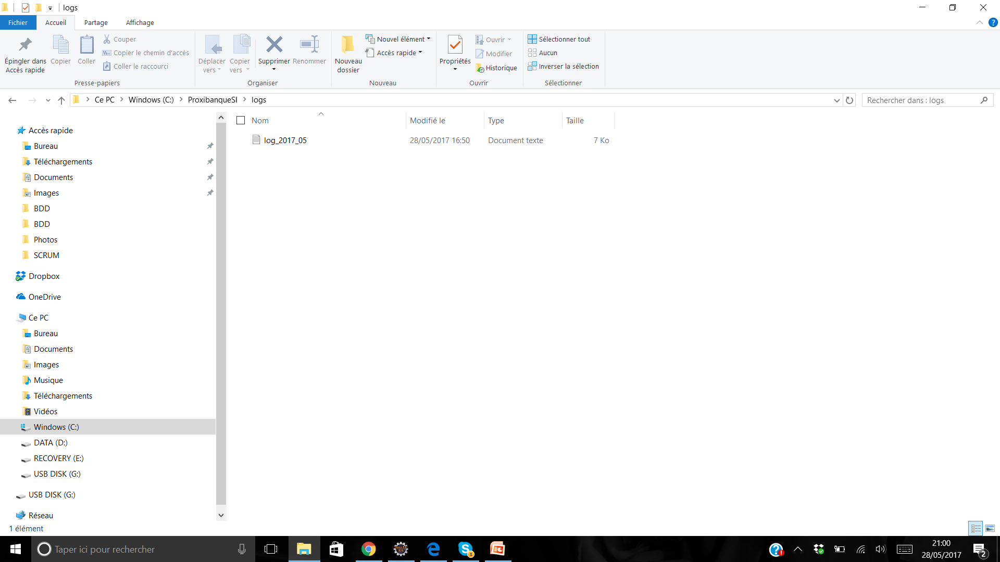 logs
Fichier
Accueil
Partage
Affichage
Épingler dans
Accès rapide
Copier
Coller
Couper
Copier le chemin d'accès
Coller le raccourci
Presse-papiers
Déplacer
vers
Copier
vers
Supprimer
Renommer
Organiser
Nouveau
dossier
Nouvel élément
Accès rapide
Nouveau
Propriétés
Ouvrir
Modifier
Historique
Ouvrir
Sélectionner tout
Aucun
Inverser la sélection
Sélectionner
Ce PC
Windows (C:)
ProxibanqueSI
logs
Rechercher dans : logs
Accès rapide
Bureau
Téléchargements
Documents
Images
BDD
BDD
Photos
SCRUM
Dropbox
OneDrive
Ce PC
Bureau
Documents
Images
Musique
Téléchargements
Vidéos
Windows (C:)
DATA (D:)
RECOVERY (E:)
USB DISK (G:)
USB DISK (G:)
Réseau
Nom
Modifié le
Type
Taille
log_2017_05
28/05/2017 16:50
Document texte
7 Ko
1 élément
Taper ici pour rechercher
21:00
28/05/2017
2